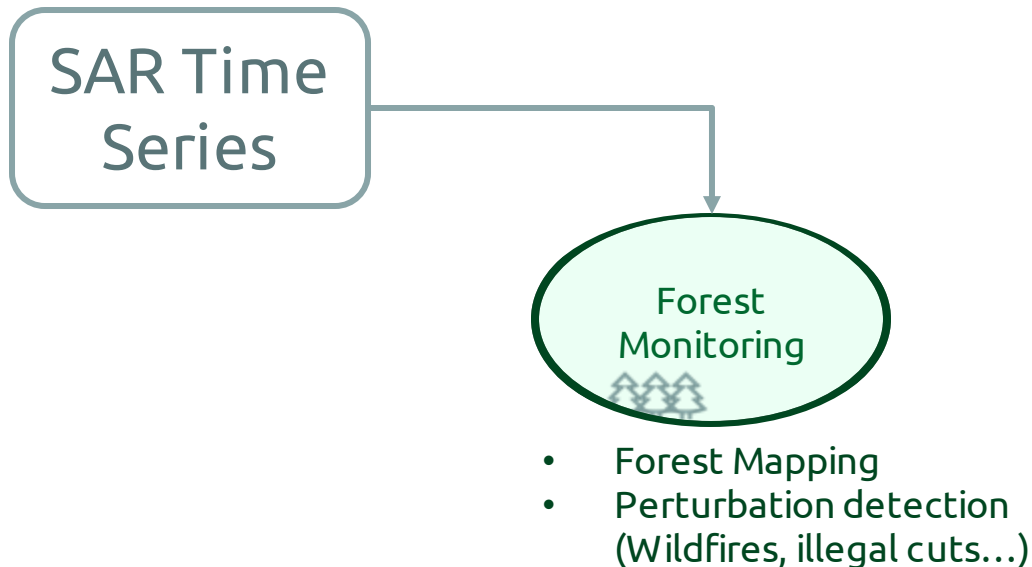 SAR Time
Series
Forest
Monitoring
• Forest Mapping
• Perturbation detection
(Wildfires, illegal cuts...)